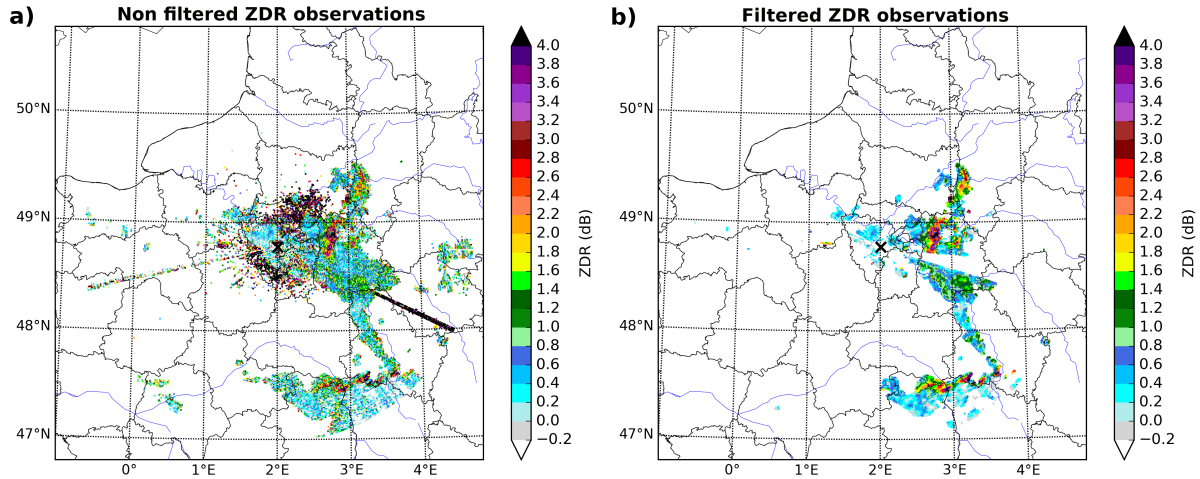 a)
Non filtered ZDR observations
50°N
49°N
48°N
47°N
0°
1°E
2°E
3°E
4°E
4.0
3.8
3.6
3.4
3.2
3.0
2.8
2.6
2.4
2.2
2.0
1.8
1.6
1.4
1.2
1.0
0.8
0.6
0.4
0.2
0.0
−0.2
ZDR (dB)
b)
Filtered ZDR observations
50°N
49°N
48°N
47°N
0°
1°E
2°E
3°E
4°E
4.0
3.8
3.6
3.4
3.2
3.0
2.8
2.6
2.4
2.2
2.0
1.8
1.6
1.4
1.2
1.0
0.8
0.6
0.4
0.2
0.0
−0.2
ZDR (dB)